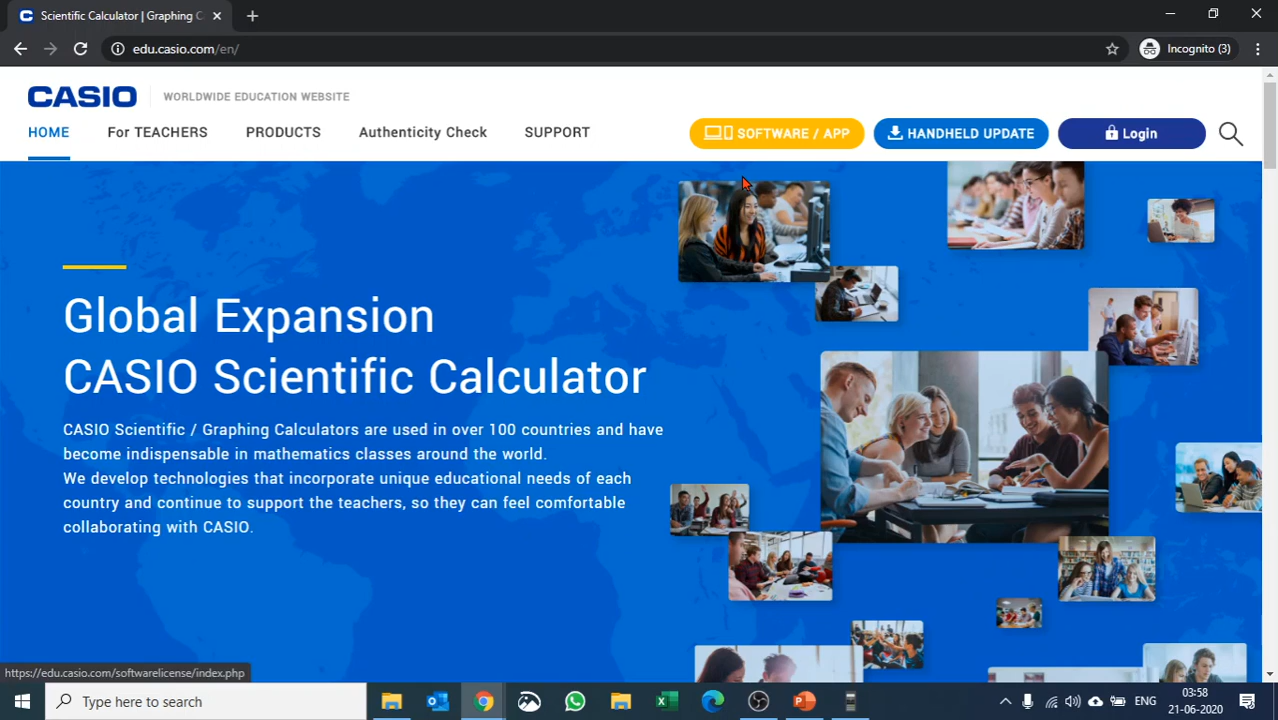 Scientific Calculator | Graphing C
edu.casio.com/en/
Incognito (3)
CASIO
WORLDWIDE EDUCATION WEBSITE
HOME
For TEACHERS
PRODUCTS
Authenticity Check
SUPPORT
SOFTWARE / APP
HANDHELD UPDATE
Login
Global Expansion
CASIO Scientific Calculator
CASIO Scientific / Graphing Calculators are used in over 100 countries and have
become indispensable in mathematics classes around the world.
We develop technologies that incorporate unique educational needs of each
country and continue to support the teachers, so they can feel comfortable
collaborating with CASIO.
https://edu.casio.com/softwarelicense/index.php
Type here to search
ENG
03:58
21-06-2020